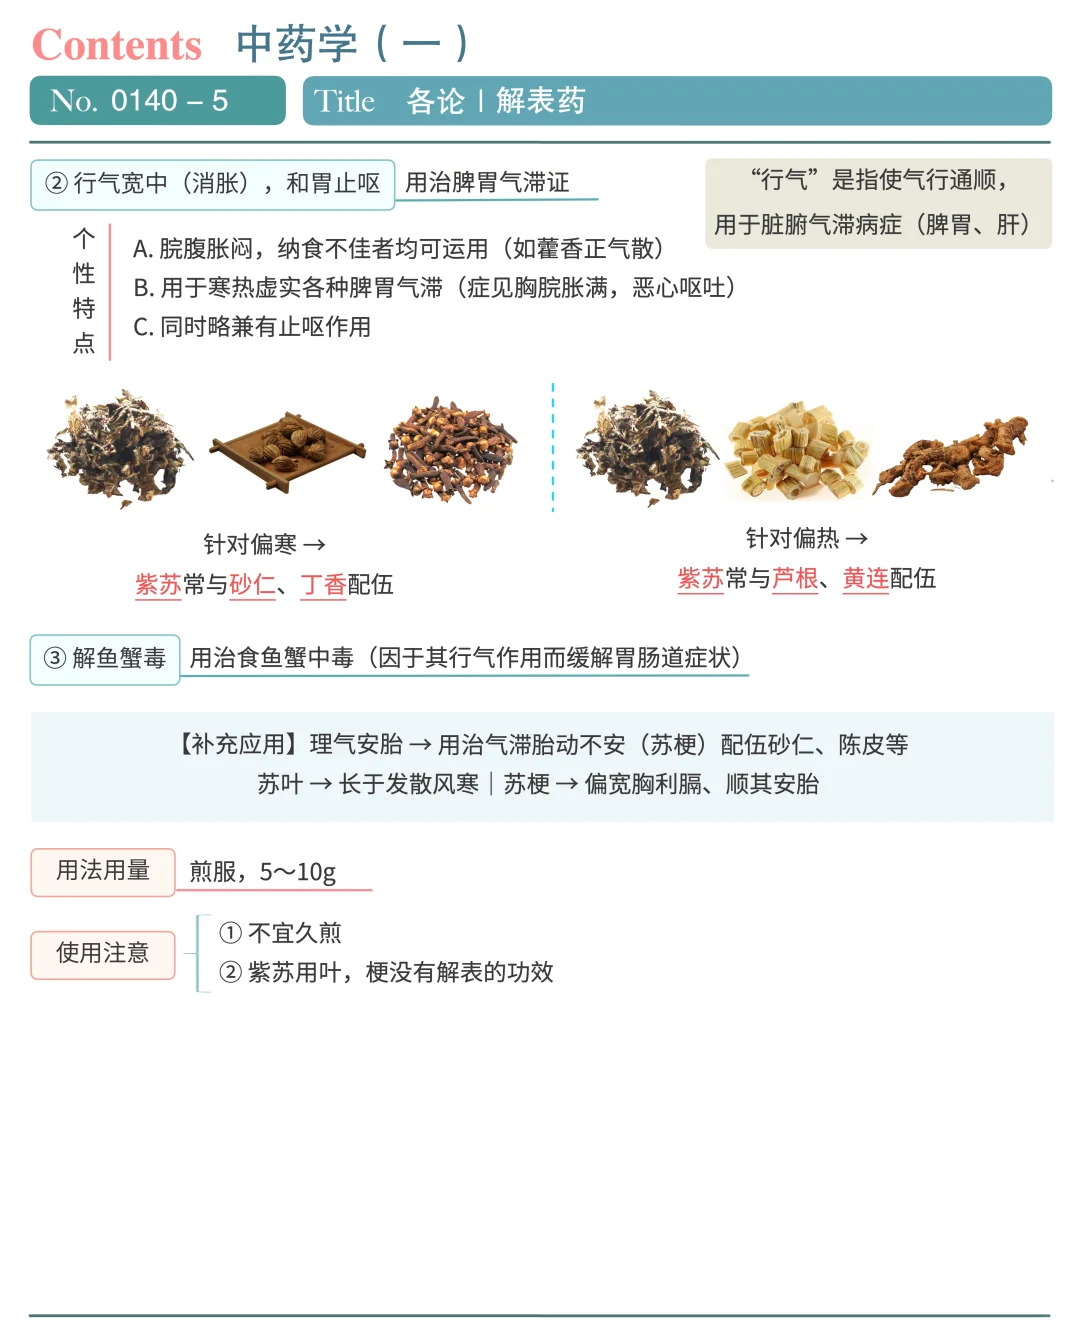 Contents 中药学（一）
No. 0140 – 5
Title 各论 | 解表药
② 行气宽中（消胀），和胃止呕 用治脾胃气滞证
“行气”是指使气行通顺，
用于脏腑气滞病症（脾胃、肝）
个性特点
A. 脘腹胀闷，纳食不佳者均可运用（如藿香正气散）
B. 用于寒热虚实各种脾胃气滞（症见胸脘胀满，恶心呕吐）
C. 同时略兼有止呕作用
针对偏寒 →
紫苏常与砂仁、丁香配伍
针对偏热 →
紫苏常与芦根、黄连配伍
③ 解鱼蟹毒 用治食鱼蟹中毒（因于其行气作用而缓解胃肠道症状）
【补充应用】理气安胎 → 用治气滞胎动不安（苏梗）配伍砂仁、陈皮等
苏叶 → 长于发散风寒｜苏梗 → 偏宽胸利膈、顺其安胎
用法用量 煎服，5～10g
使用注意
① 不宜久煎
② 紫苏用叶，梗没有解表的功效